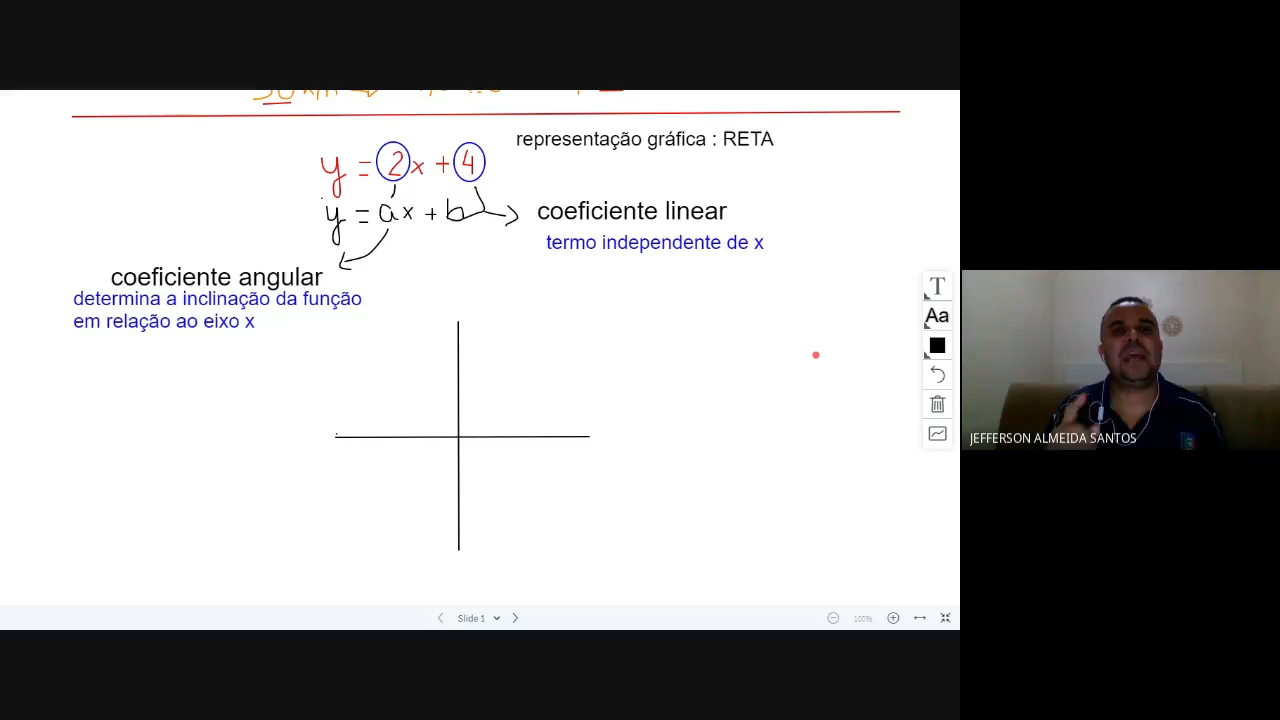 representação gráfica : RETA
y = 2x + 4
y = ax + b
coeficiente linear
termo independente de x
coeficiente angular
determina a inclinação da função
em relação ao eixo x
T
Aa
JEFFERSON ALMEIDA SANTOS
Slide 1
100%